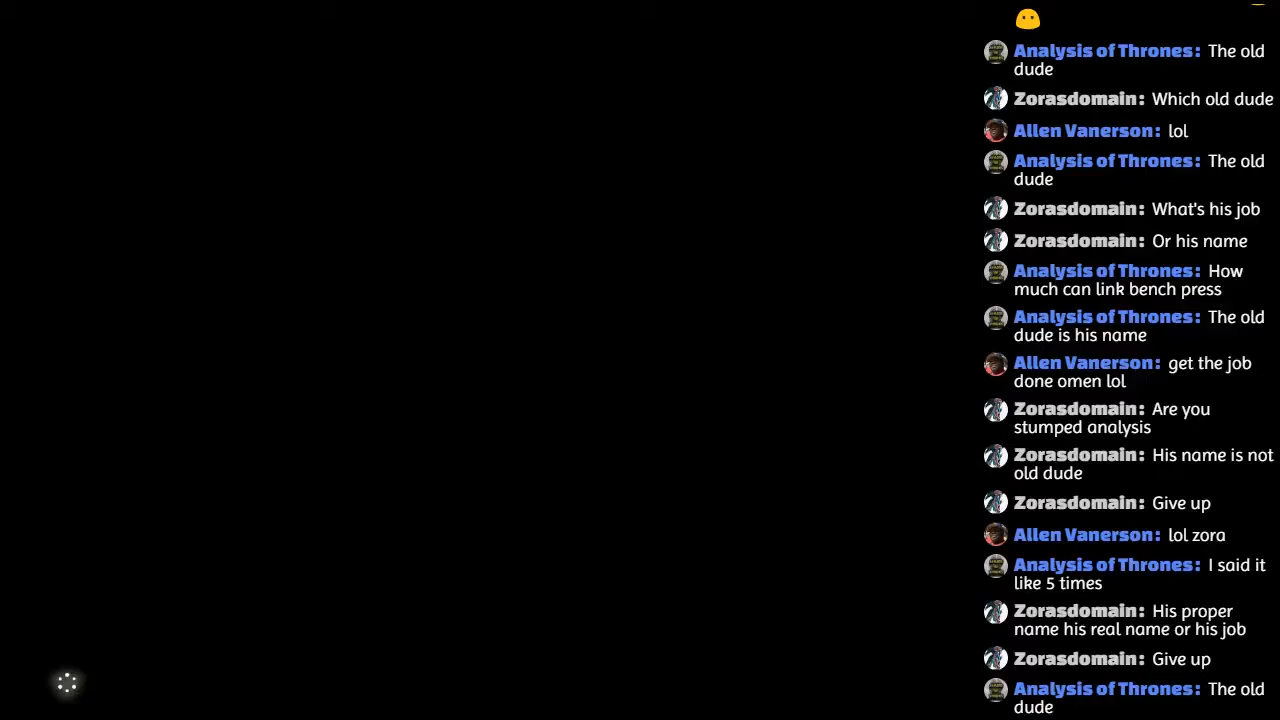 Analysis of Thrones: The old
dude
Zorasdomain: Which old dude
Allen Vanerson: lol
Analysis of Thrones: The old
dude
Zorasdomain: What's his job
Zorasdomain: Or his name
Analysis of Thrones: How
much can link bench press
Analysis of Thrones: The old
dude is his name
Allen Vanerson: get the job
done omen lol
Zorasdomain: Are you
stumped analysis
Zorasdomain: His name is not
old dude
Zorasdomain: Give up
Allen Vanerson: lol zora
Analysis of Thrones: I said it
like 5 times
Zorasdomain: His proper
name his real name or his job
Zorasdomain: Give up
Analysis of Thrones: The old
dude